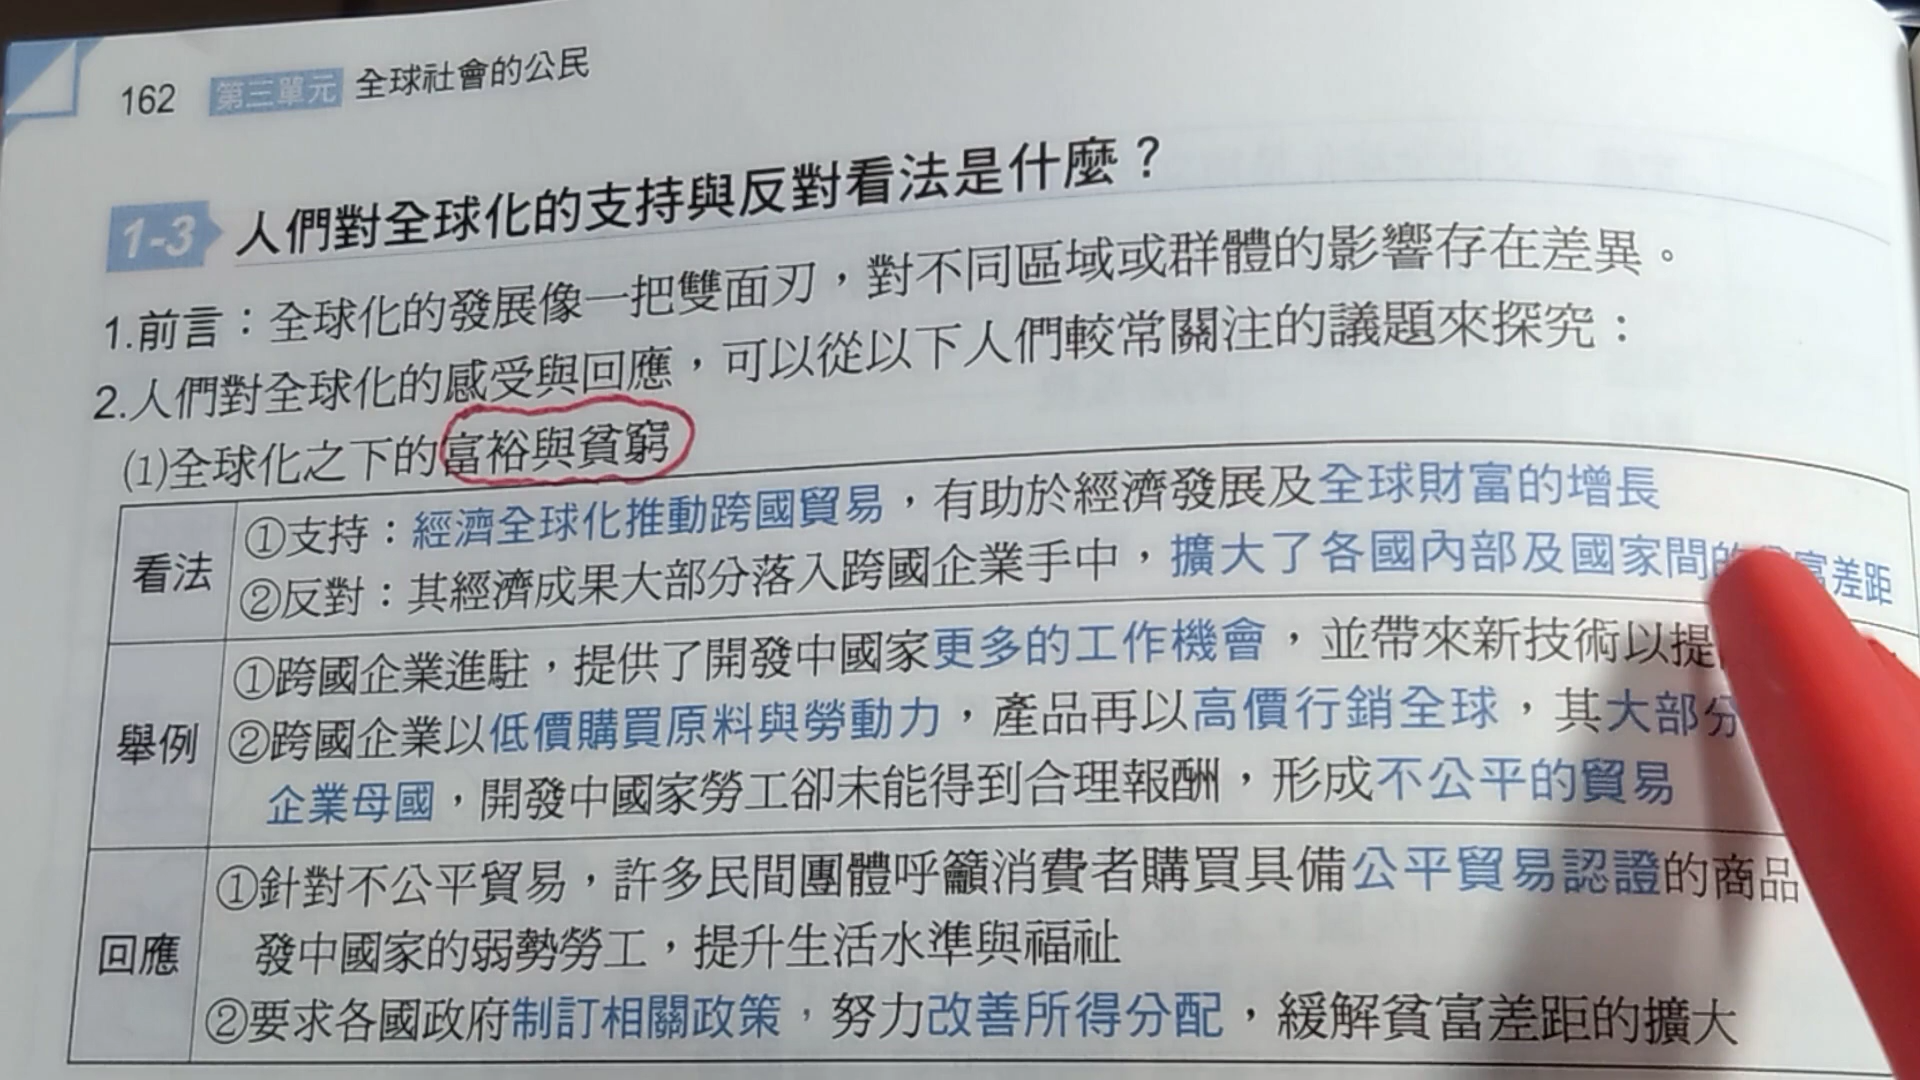 162 第三單元 全球社會的公民
1-3 人們對全球化的支持與反對看法是什麼？
1.前言：全球化的發展像一把雙面刃，對不同區域或群體的影響存在差異。
2.人們對全球化的感受與回應，可以從以下人們較常關注的議題來探究：
⑴全球化之下的富裕與貧窮
看法
①支持：經濟全球化推動跨國貿易，有助於經濟發展及全球財富的增長
②反對：其經濟成果大部分落入跨國企業手中，擴大了各國內部及國家間的富差距
舉例
①跨國企業進駐，提供了開發中國家更多的工作機會，並帶來新技術以提
②跨國企業以低價購買原料與勞動力，產品再以高價行銷全球，其大部分
企業母國，開發中國家勞工卻未能得到合理報酬，形成不公平的貿易
回應
①針對不公平貿易，許多民間團體呼籲消費者購買具備公平貿易認證的商品
發中國家的弱勢勞工，提升生活水準與福祉
②要求各國政府制訂相關政策，努力改善所得分配，緩解貧富差距的擴大